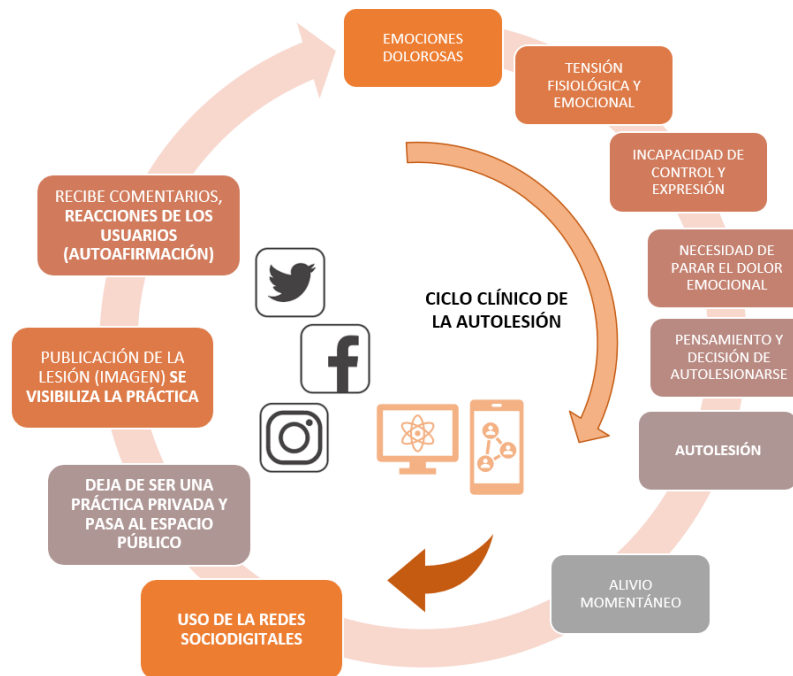 EMOCIONES
DOLOROSAS
TENSIÓN
FISIOLÓGICA Y
EMOCIONAL
INCAPACIDAD DE
CONTROL Y
EXPRESIÓN
NECESIDAD DE
PARAR EL DOLOR
EMOCIONAL
PENSAMIENTO Y
DECISIÓN DE
AUTOLESIONARSE
AUTOLESIÓN
ALIVIO
MOMENTÁNEO
USO DE LA REDES
SOCIODIGITALES
DEJA DE SER UNA
PRÁCTICA PRIVADA Y
PASA AL ESPACIO
PÚBLICO
PUBLICACIÓN DE LA
LESIÓN (IMAGEN) SE
VISIBILIZA LA PRÁCTICA
RECIBE COMENTARIOS,
REACCIONES DE LOS
USUARIOS
(AUTOAFIRMACIÓN)
CICLO CLÍNICO DE
LA AUTOLESIÓN